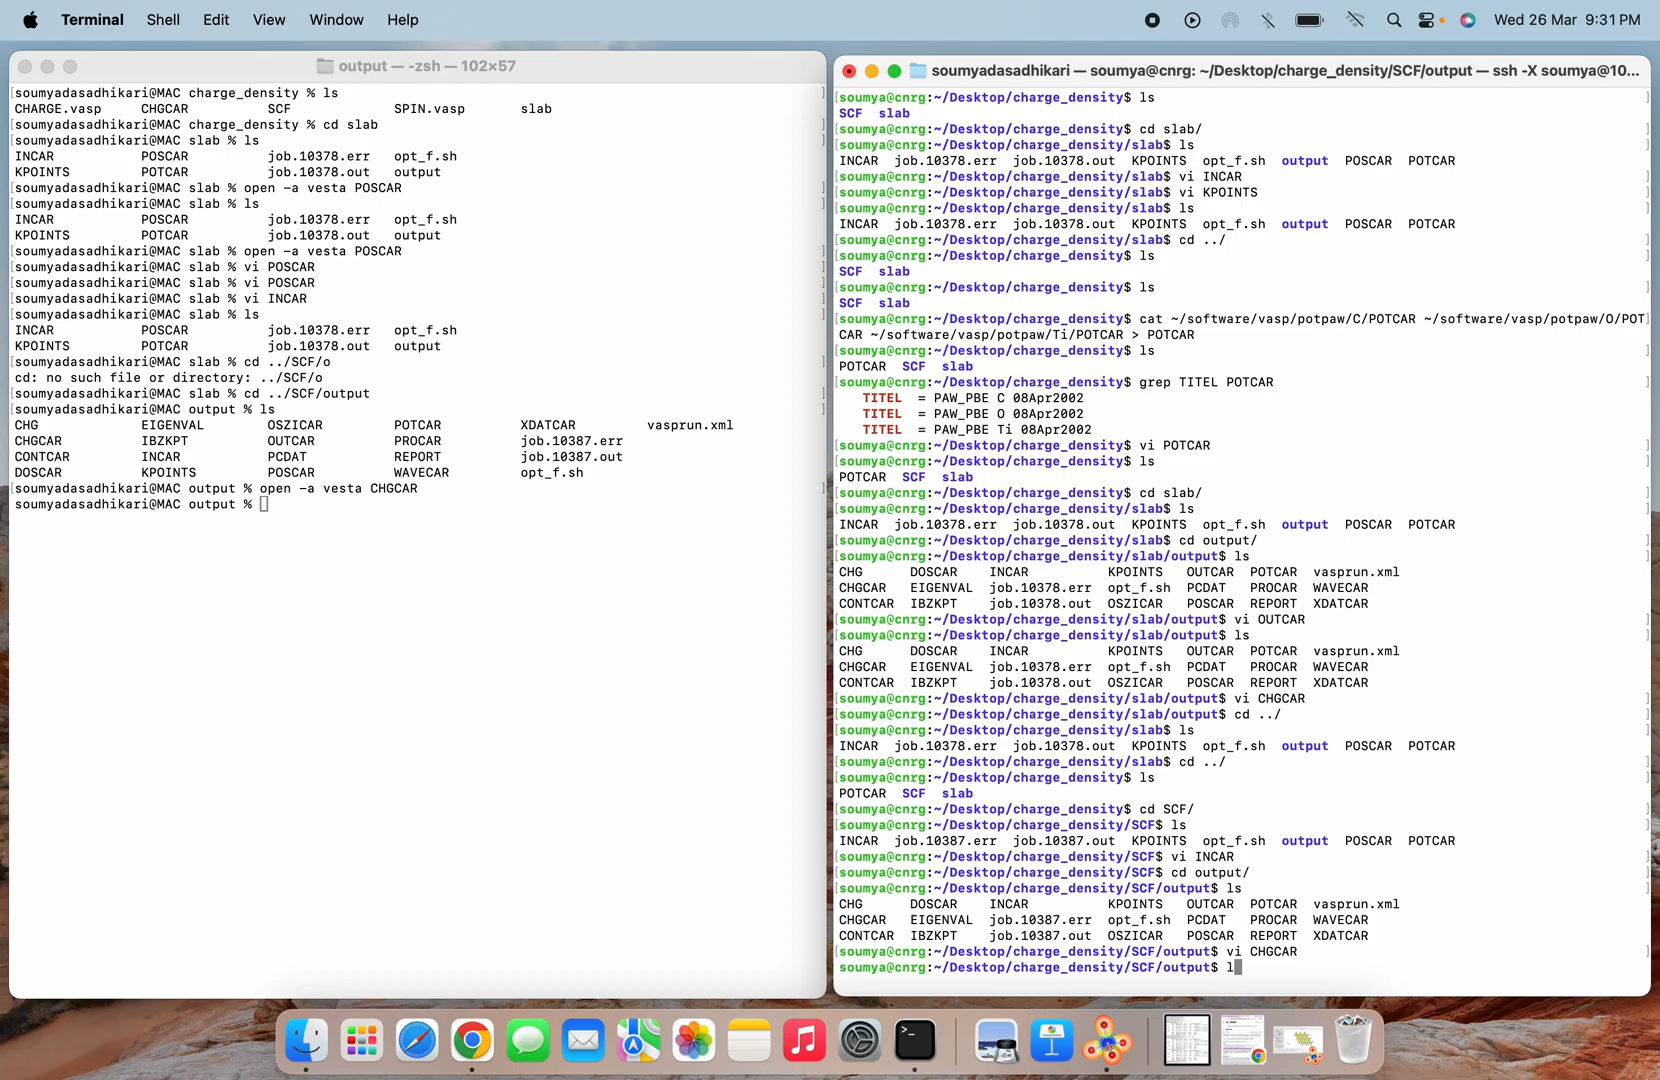 Terminal Shell Edit View Window Help Wed 26 Mar 9:31 PM
output — -zsh — 102×57
[soumyadasadhikari@MAC charge_density % ls ]
CHARGE.vasp CHGCAR SCF SPIN.vasp slab
[soumyadasadhikari@MAC charge_density % cd slab ]
[soumyadasadhikari@MAC slab % ls ]
INCAR POSCAR job.10378.err opt_f.sh
KPOINTS POTCAR job.10378.out output
[soumyadasadhikari@MAC slab % open -a vesta POSCAR ]
[soumyadasadhikari@MAC slab % ls ]
INCAR POSCAR job.10378.err opt_f.sh
KPOINTS POTCAR job.10378.out output
[soumyadasadhikari@MAC slab % open -a vesta POSCAR ]
[soumyadasadhikari@MAC slab % vi POSCAR ]
[soumyadasadhikari@MAC slab % vi POSCAR ]
[soumyadasadhikari@MAC slab % vi INCAR ]
[soumyadasadhikari@MAC slab % ls ]
INCAR POSCAR job.10378.err opt_f.sh
KPOINTS POTCAR job.10378.out output
[soumyadasadhikari@MAC slab % cd ../SCF/o ]
cd: no such file or directory: ../SCF/o
[soumyadasadhikari@MAC slab % cd ../SCF/output ]
[soumyadasadhikari@MAC output % ls ]
CHG EIGENVAL OSZICAR POTCAR XDATCAR vasprun.xml
CHGCAR IBZKPT OUTCAR PROCAR job.10387.err
CONTCAR INCAR PCDAT REPORT job.10387.out
DOSCAR KPOINTS POSCAR WAVECAR opt_f.sh
[soumyadasadhikari@MAC output % open -a vesta CHGCAR ]
soumyadasadhikari@MAC output %
soumyadasadhikari — soumya@cnrg: ~/Desktop/charge_density/SCF/output — ssh -X soumya@10...
[soumya@cnrg:~/Desktop/charge_density$ ls ]
SCF slab
[soumya@cnrg:~/Desktop/charge_density$ cd slab/ ]
[soumya@cnrg:~/Desktop/charge_density/slab$ ls ]
INCAR job.10378.err job.10378.out KPOINTS opt_f.sh output POSCAR POTCAR
[soumya@cnrg:~/Desktop/charge_density/slab$ vi INCAR ]
[soumya@cnrg:~/Desktop/charge_density/slab$ vi KPOINTS ]
[soumya@cnrg:~/Desktop/charge_density/slab$ ls ]
INCAR job.10378.err job.10378.out KPOINTS opt_f.sh output POSCAR POTCAR
[soumya@cnrg:~/Desktop/charge_density/slab$ cd ../ ]
[soumya@cnrg:~/Desktop/charge_density$ ls ]
SCF slab
[soumya@cnrg:~/Desktop/charge_density$ ls ]
SCF slab
[soumya@cnrg:~/Desktop/charge_density$ cat ~/software/vasp/potpaw/C/POTCAR ~/software/vasp/potpaw/O/POT]
CAR ~/software/vasp/potpaw/Ti/POTCAR > POTCAR
[soumya@cnrg:~/Desktop/charge_density$ ls ]
POTCAR SCF slab
[soumya@cnrg:~/Desktop/charge_density$ grep TITEL POTCAR ]
TITEL = PAW_PBE C 08Apr2002
TITEL = PAW_PBE O 08Apr2002
TITEL = PAW_PBE Ti 08Apr2002
[soumya@cnrg:~/Desktop/charge_density$ vi POTCAR ]
[soumya@cnrg:~/Desktop/charge_density$ ls ]
POTCAR SCF slab
[soumya@cnrg:~/Desktop/charge_density$ cd slab/ ]
[soumya@cnrg:~/Desktop/charge_density/slab$ ls ]
INCAR job.10378.err job.10378.out KPOINTS opt_f.sh output POSCAR POTCAR
[soumya@cnrg:~/Desktop/charge_density/slab$ cd output/ ]
[soumya@cnrg:~/Desktop/charge_density/slab/output$ ls ]
CHG DOSCAR INCAR KPOINTS OUTCAR POTCAR vasprun.xml
CHGCAR EIGENVAL job.10378.err opt_f.sh PCDAT PROCAR WAVECAR
CONTCAR IBZKPT job.10378.out OSZICAR POSCAR REPORT XDATCAR
[soumya@cnrg:~/Desktop/charge_density/slab/output$ vi OUTCAR ]
[soumya@cnrg:~/Desktop/charge_density/slab/output$ ls ]
CHG DOSCAR INCAR KPOINTS OUTCAR POTCAR vasprun.xml
CHGCAR EIGENVAL job.10378.err opt_f.sh PCDAT PROCAR WAVECAR
CONTCAR IBZKPT job.10378.out OSZICAR POSCAR REPORT XDATCAR
[soumya@cnrg:~/Desktop/charge_density/slab/output$ vi CHGCAR ]
[soumya@cnrg:~/Desktop/charge_density/slab/output$ cd ../ ]
[soumya@cnrg:~/Desktop/charge_density/slab$ ls ]
INCAR job.10378.err job.10378.out KPOINTS opt_f.sh output POSCAR POTCAR
[soumya@cnrg:~/Desktop/charge_density/slab$ cd ../ ]
[soumya@cnrg:~/Desktop/charge_density$ ls ]
POTCAR SCF slab
[soumya@cnrg:~/Desktop/charge_density$ cd SCF/ ]
[soumya@cnrg:~/Desktop/charge_density/SCF$ ls ]
INCAR job.10387.err job.10387.out KPOINTS opt_f.sh output POSCAR POTCAR
[soumya@cnrg:~/Desktop/charge_density/SCF$ vi INCAR ]
[soumya@cnrg:~/Desktop/charge_density/SCF$ cd output/ ]
[soumya@cnrg:~/Desktop/charge_density/SCF/output$ ls ]
CHG DOSCAR INCAR KPOINTS OUTCAR POTCAR vasprun.xml
CHGCAR EIGENVAL job.10387.err opt_f.sh PCDAT PROCAR WAVECAR
CONTCAR IBZKPT job.10387.out OSZICAR POSCAR REPORT XDATCAR
[soumya@cnrg:~/Desktop/charge_density/SCF/output$ vi CHGCAR ]
soumya@cnrg:~/Desktop/charge_density/SCF/output$ l